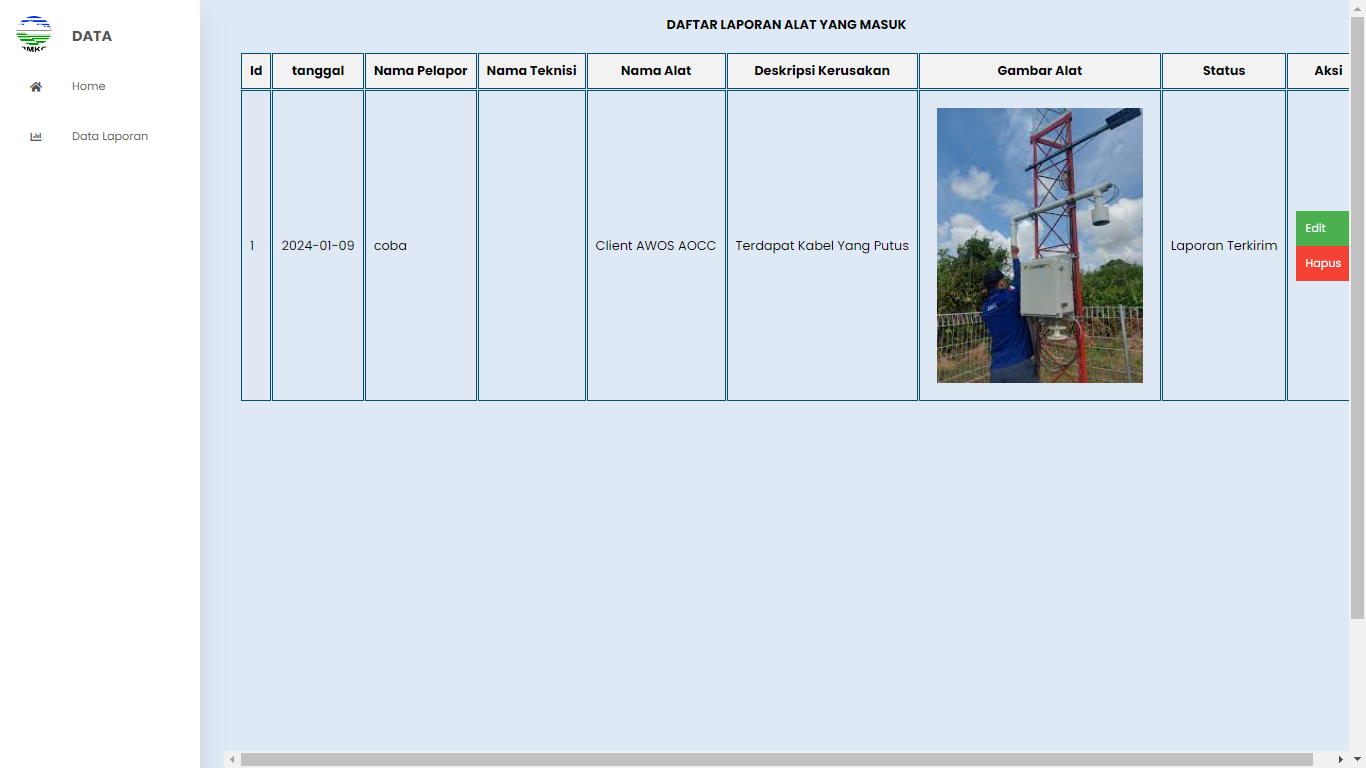 DATA
Home
Data Laporan
DAFTAR LAPORAN ALAT YANG MASUK
Id tanggal Nama Pelapor Nama Teknisi Nama Alat Deskripsi Kerusakan Gambar Alat Status Aksi
1 2024-01-09 coba Client AWOS AOCC Terdapat Kabel Yang Putus Laporan Terkirim
Edit
Hapus